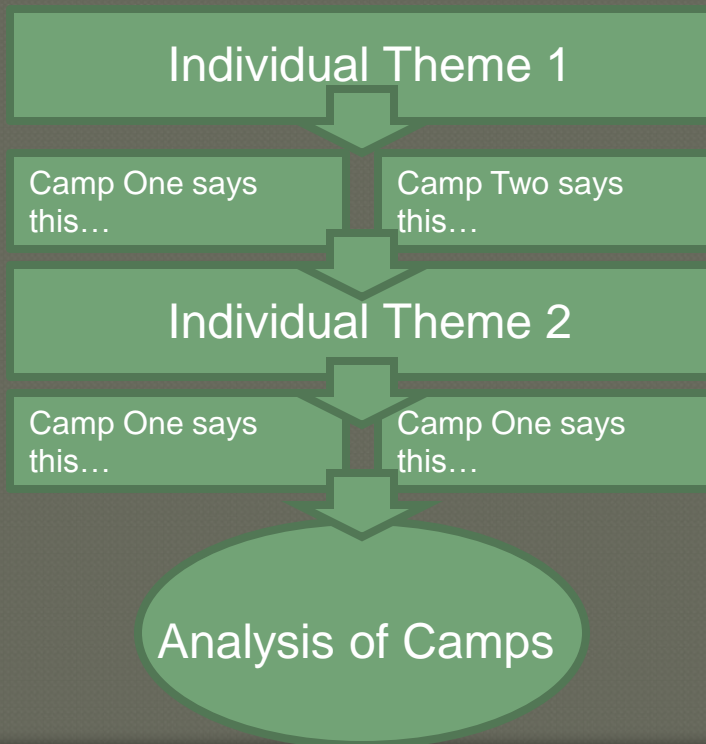 Individual Theme 1
Camp One says
this…
Camp Two says
this…
Individual Theme 2
Camp One says
this…
Camp One says
this…
Analysis of Camps